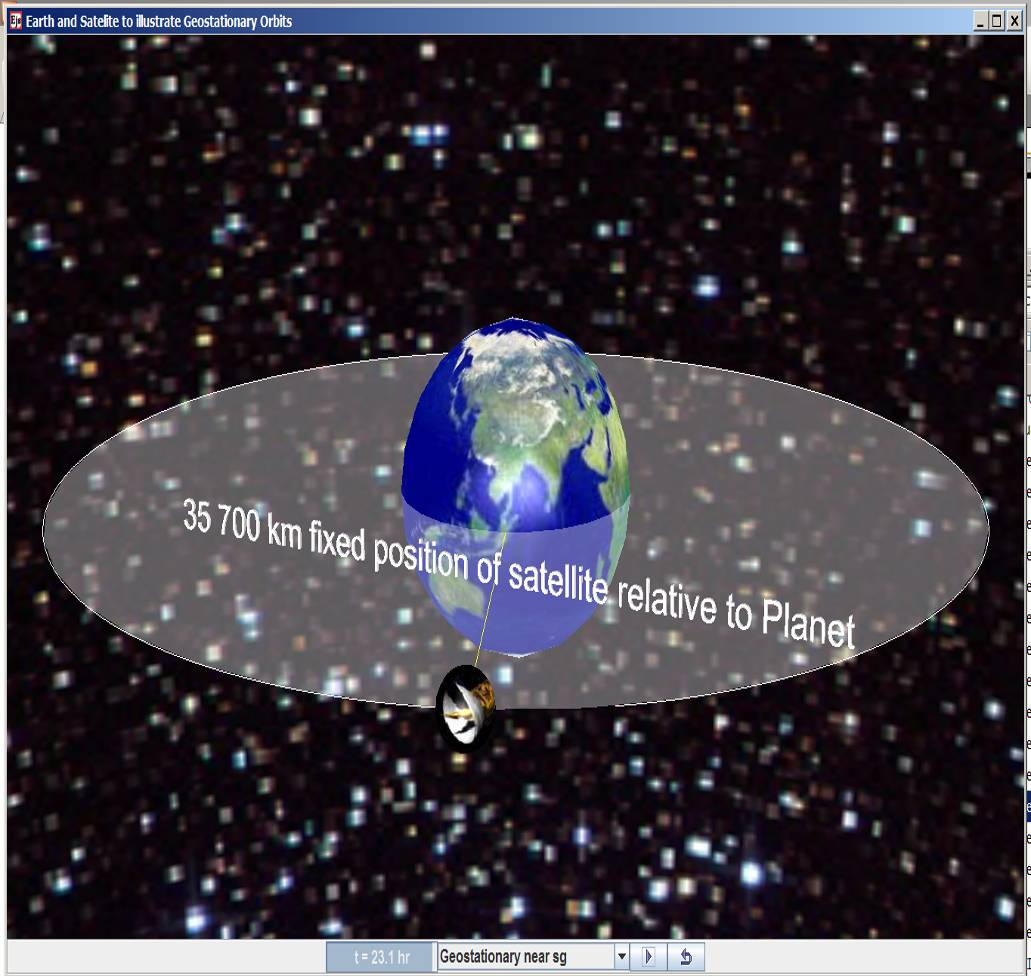 Earth and Satelite to illustrate Geostationary Orbits
35 700 km fixed position of satellite relative to Planet
t = 23.1 hr
Geostationary near sg